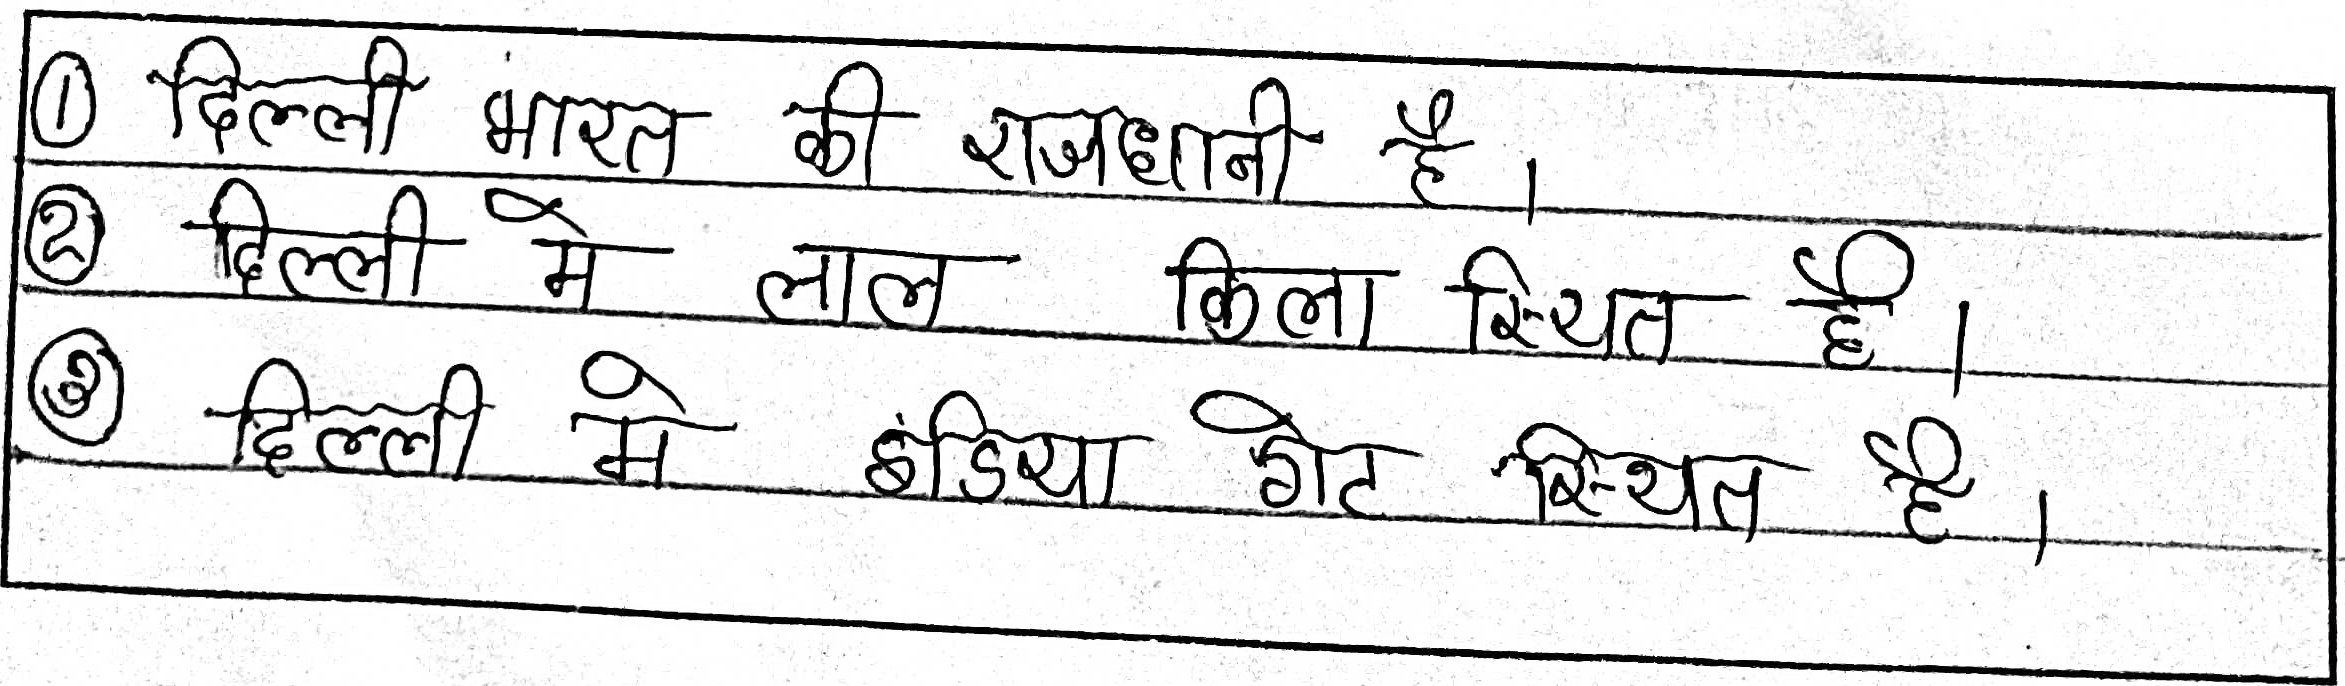 ① दिल्ली भारत की राजधानी है।
② दिल्ली मे लाल किला स्थित है।
③ दिल्ली मे इंडिया गेट स्थित है।